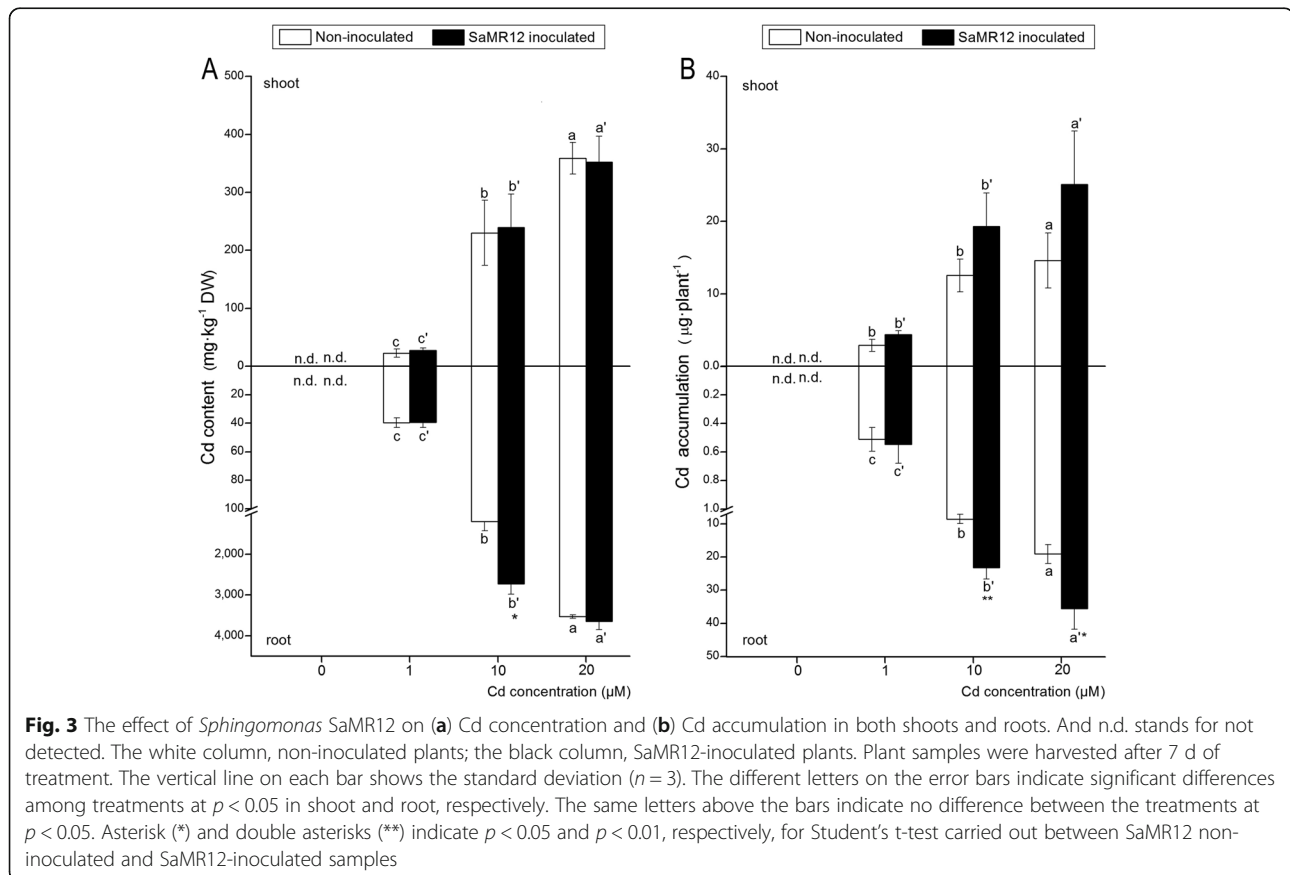 Non-inoculated SaMR12 inoculated
Non-inoculated SaMR12 inoculated
A
500
400
300
200
100
0
20
40
60
80
100
2,000
3,000
4,000
Cd content (mg·kg⁻¹ DW)
shoot
n.d. n.d.
n.d. n.d.
c c'
c c'
b b'
b b'
*
a a'
a a'
root
0 1 10 20
Cd concentration (µM)
B
40
30
20
10
0.0
0.2
0.4
0.6
0.8
1.0
10
20
30
40
50
Cd accumulation (µg·plant⁻¹)
shoot
n.d. n.d.
n.d. n.d.
b b'
c c'
b b'
b b'
**
a a'
a a'*
root
0 1 10 20
Cd concentration (µM)
Fig. 3 The effect of Sphingomonas SaMR12 on (a) Cd concentration and (b) Cd accumulation in both shoots and roots. And n.d. stands for not
detected. The white column, non-inoculated plants; the black column, SaMR12-inoculated plants. Plant samples were harvested after 7 d of
treatment. The vertical line on each bar shows the standard deviation (n = 3). The different letters on the error bars indicate significant differences
among treatments at p < 0.05 in shoot and root, respectively. The same letters above the bars indicate no difference between the treatments at
p < 0.05. Asterisk (*) and double asterisks (**) indicate p < 0.05 and p < 0.01, respectively, for Student's t-test carried out between SaMR12 non-
inoculated and SaMR12-inoculated samples